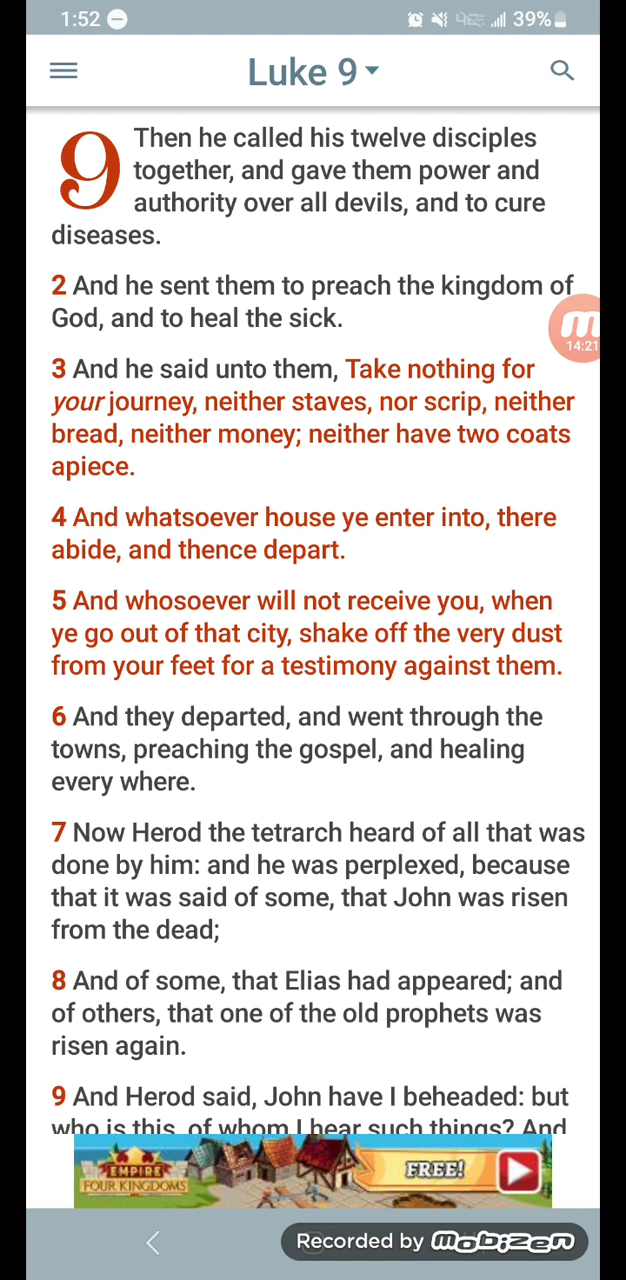 1:52
39%
Luke 9
9 Then he called his twelve disciples
together, and gave them power and
authority over all devils, and to cure
diseases.
2 And he sent them to preach the kingdom of
God, and to heal the sick.
m
14:21
3 And he said unto them, Take nothing for
your journey, neither staves, nor scrip, neither
bread, neither money; neither have two coats
apiece.
4 And whatsoever house ye enter into, there
abide, and thence depart.
5 And whosoever will not receive you, when
ye go out of that city, shake off the very dust
from your feet for a testimony against them.
6 And they departed, and went through the
towns, preaching the gospel, and healing
every where.
7 Now Herod the tetrarch heard of all that was
done by him: and he was perplexed, because
that it was said of some, that John was risen
from the dead;
8 And of some, that Elias had appeared; and
of others, that one of the old prophets was
risen again.
9 And Herod said, John have I beheaded: but
who is this, of whom I hear such things? And
EMPIRE
FOUR KINGDOMS
FREE!
Recorded by mobizen